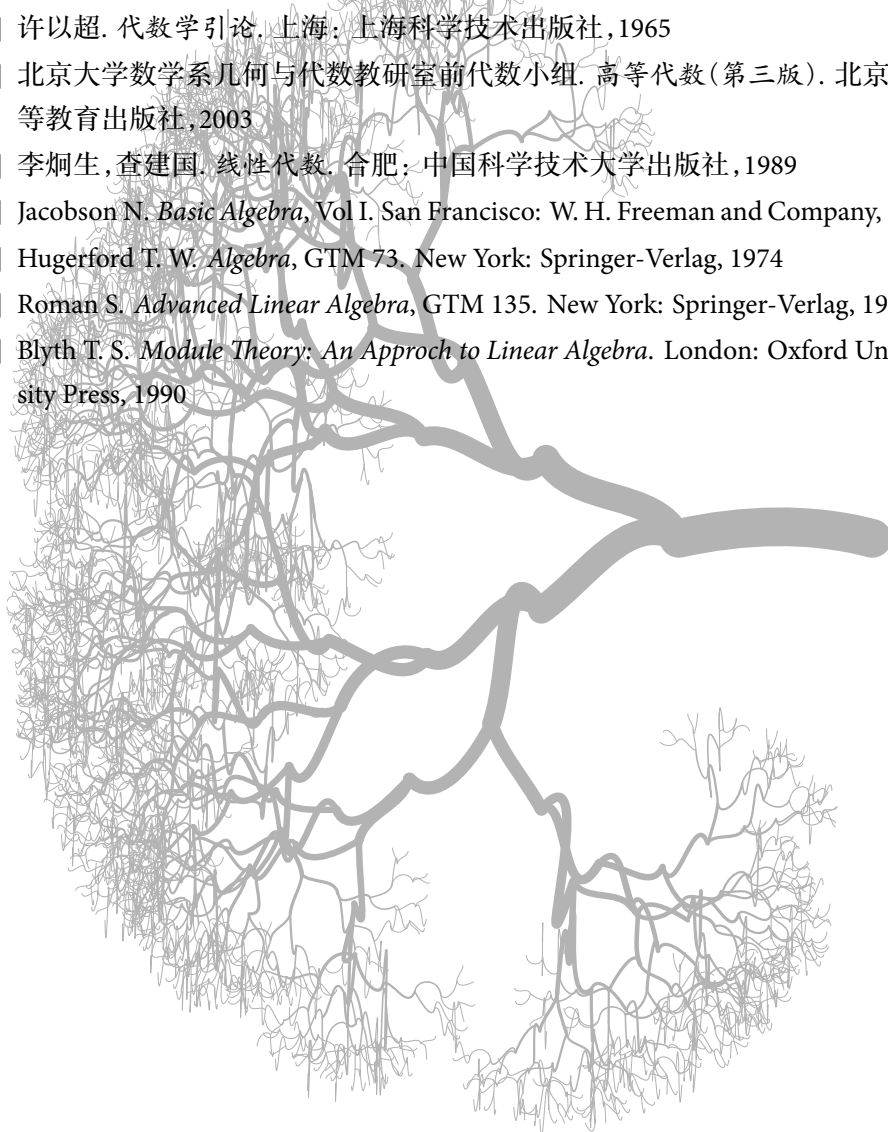 许以超. 代数学引论. 上海: 上海科学技术出版社,1965
北京大学数学系几何与代数教研室前代数小组. 高等代数(第三版). 北京
等教育出版社,2003
李炯生,查建国. 线性代数. 合肥: 中国科学技术大学出版社,1989
Jacobson N. Basic Algebra, Vol I. San Francisco: W. H. Freeman and Company,
Hugerford T. W. Algebra, GTM 73. New York: Springer-Verlag, 1974
Roman S. Advanced Linear Algebra, GTM 135. New York: Springer-Verlag, 19
Blyth T. S. Module Theory: An Approch to Linear Algebra. London: Oxford Un
sity Press, 1990